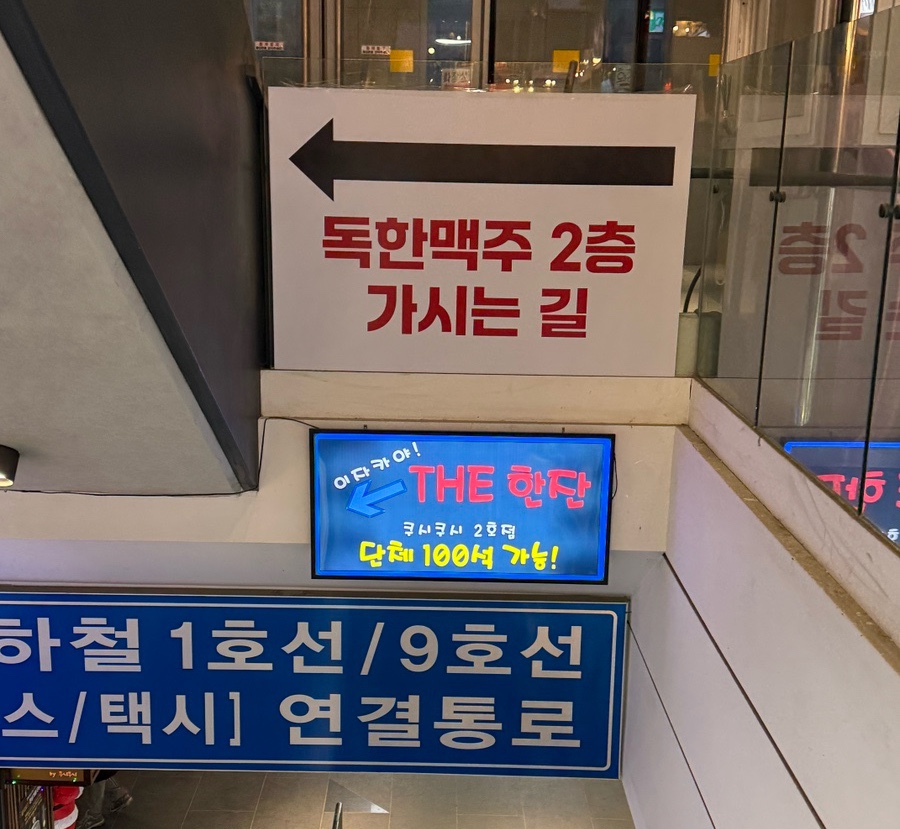 독한맥주 2층
가시는 길
이자카야!
THE 한잔
쿠시쿠시 2호점
단체 100석 가능!
하철 1호선/9호선
스/택시] 연결통로